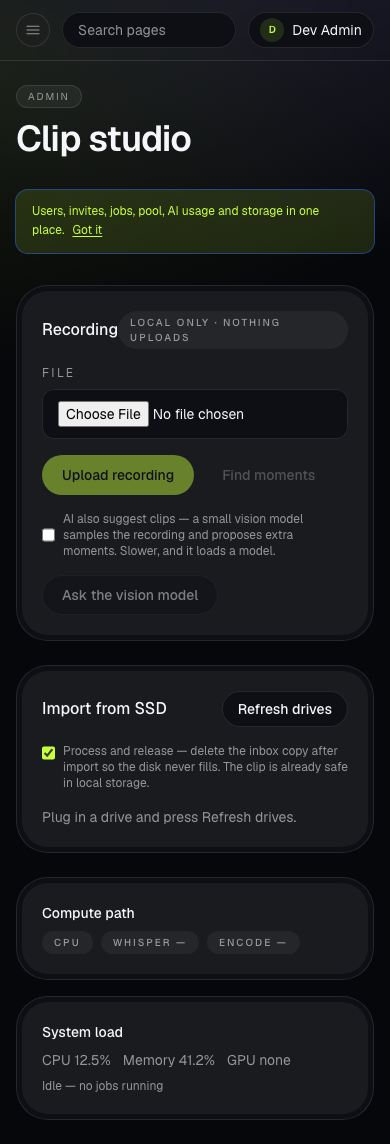 Search pages
D
Dev Admin
ADMIN
Clip studio
Users, invites, jobs, pool, AI usage and storage in one
place. Got it
Recording
LOCAL ONLY · NOTHING
UPLOADS
FILE
Choose File No file chosen
Upload recording
Find moments
AI also suggest clips — a small vision model
samples the recording and proposes extra
moments. Slower, and it loads a model.
Ask the vision model
Import from SSD
Refresh drives
Process and release — delete the inbox copy after
import so the disk never fills. The clip is already safe
in local storage.
Plug in a drive and press Refresh drives.
Compute path
CPU
WHISPER —
ENCODE —
System load
CPU 12.5% Memory 41.2% GPU none
Idle — no jobs running